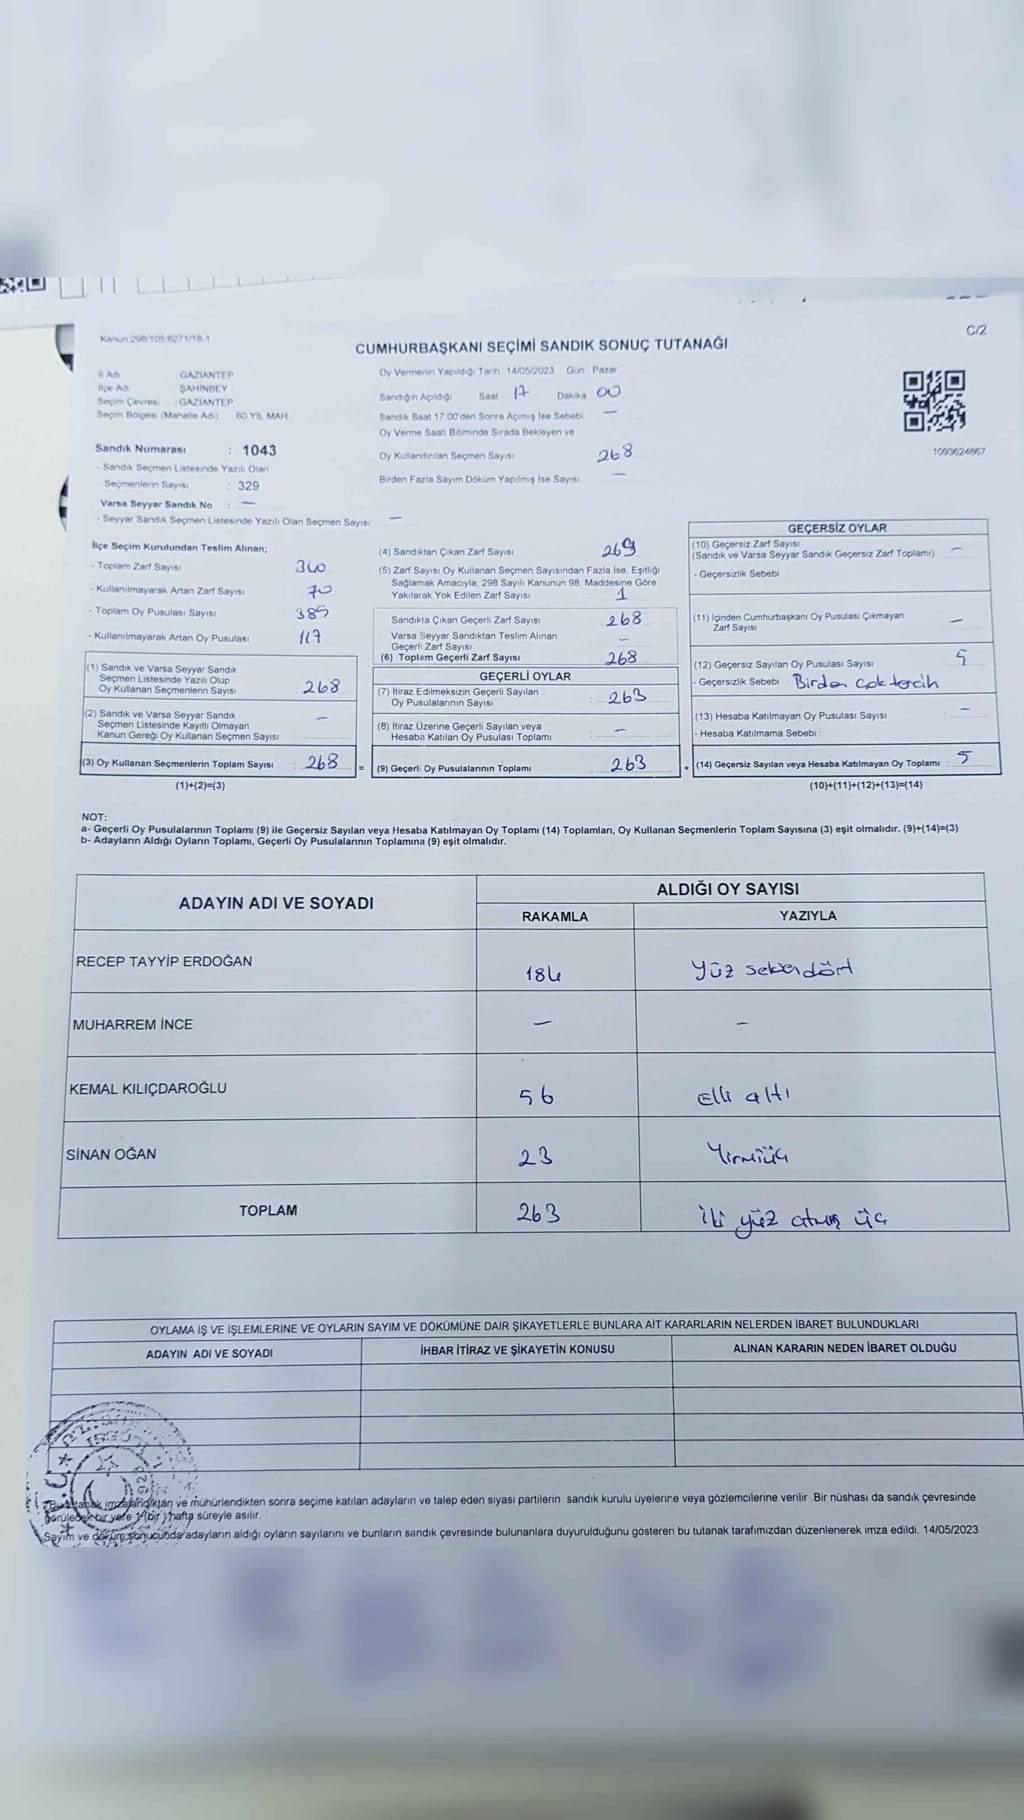 Kanun:298/105;6271/18-1
C/2
CUMHURBAŞKANI SEÇİMİ SANDIK SONUÇ TUTANAĞI
İl Adı GAZİANTEP
İlçe Adı ŞAHİNBEY
Seçim Çevresi : GAZİANTEP
Seçim Bölgesi (Mahalle Adı) 60 YIL MAH.
Sandık Numarası : 1043
- Sandık Seçmen Listesinde Yazılı Olan
Seçmenlerin Sayısı : 329
Varsa Seyyar Sandık No : —
- Seyyar Sandık Seçmen Listesinde Yazılı Olan Seçmen Sayısı —
Oy Vermenin Yapıldığı Tarih 14/05/2023 Gün Pazar
Sandığın Açıldığı Saat 17 Dakika 00
Sandık Saat 17.00'den Sonra Açımış İse Sebebi —
Oy Verme Saati Bitiminde Sırada Bekleyen ve
Oy Kullandırılan Seçmen Sayısı 268
Birden Fazla Sayım Döküm Yapılmış İse Sayısı —
1093624867
İlçe Seçim Kurulundan Teslim Alınan;
- Toplam Zarf Sayısı 340
- Kullanılmayarak Artan Zarf Sayısı 70
- Toplam Oy Pusulası Sayısı 385
- Kullanılmayarak Artan Oy Pusulası 117
(1) Sandık ve Varsa Seyyar Sandık
Seçmen Listesinde Yazılı Olup
Oy Kullanan Seçmenlerin Sayısı 268
(2) Sandık ve Varsa Seyyar Sandık
Seçmen Listesinde Kayıtlı Olmayan
Kanun Gereği Oy Kullanan Seçmen Sayısı —
(3) Oy Kullanan Seçmenlerin Toplam Sayısı : 268 =
(1)+(2)=(3)
(4) Sandıktan Çıkan Zarf Sayısı 269
(5) Zarf Sayısı Oy Kullanan Seçmen Sayısından Fazla İse, Eşitliği
Sağlamak Amacıyla, 298 Sayılı Kanunun 98. Maddesine Göre
Yakılarak Yok Edilen Zarf Sayısı 1
Sandıkta Çıkan Geçerli Zarf Sayısı 268
Varsa Seyyar Sandıktan Teslim Alınan
Geçerli Zarf Sayısı —
(6) Toplam Geçerli Zarf Sayısı 268
GEÇERLİ OYLAR
(7) İtiraz Edilmeksizin Geçerli Sayılan
Oy Pusulalarının Sayısı : 263
(8) İtiraz Üzerine Geçerli Sayılan veya
Hesaba Katılan Oy Pusulası Toplamı : —
(9) Geçerli Oy Pusulalarının Toplamı : 263 +
GEÇERSİZ OYLAR
(10) Geçersiz Zarf Sayısı
(Sandık ve Varsa Seyyar Sandık Geçersiz Zarf Toplamı) —
- Geçersizlik Sebebi
(11) İçinden Cumhurbaşkanı Oy Pusulası Çıkmayan
Zarf Sayısı —
(12) Geçersiz Sayılan Oy Pusulası Sayısı 5
- Geçersizlik Sebebi : Birden çok tercih
(13) Hesaba Katılmayan Oy Pusulası Sayısı —
- Hesaba Katılmama Sebebi :
(14) Geçersiz Sayılan veya Hesaba Katılmayan Oy Toplamı : 5
(10)+(11)+(12)+(13)=(14)
NOT:
a- Geçerli Oy Pusulalarının Toplamı (9) ile Geçersiz Sayılan veya Hesaba Katılmayan Oy Toplamı (14) Toplamları, Oy Kullanan Seçmenlerin Toplam Sayısına (3) eşit olmalıdır. (9)+(14)=(3)
b- Adayların Aldığı Oyların Toplamı, Geçerli Oy Pusulalarının Toplamına (9) eşit olmalıdır.
ADAYIN ADI VE SOYADI
ALDIĞI OY SAYISI
RAKAMLA YAZIYLA
RECEP TAYYİP ERDOĞAN 184 Yüz seksendört
MUHARREM İNCE — —
KEMAL KILIÇDAROĞLU 56 Elli altı
SİNAN OĞAN 23 Yirmiüç
TOPLAM 263 İki yüz atmış üç
OYLAMA İŞ VE İŞLEMLERİNE VE OYLARIN SAYIM VE DÖKÜMÜNE DAİR ŞİKAYETLERLE BUNLARA AİT KARARLARIN NELERDEN İBARET BULUNDUKLARI
ADAYIN ADI VE SOYADI İHBAR İTİRAZ VE ŞİKAYETİN KONUSU ALINAN KARARIN NEDEN İBARET OLDUĞU
Bu tutanak imzalandıktan ve mühürlendikten sonra seçime katılan adayların ve talep eden siyasi partilerin sandık kurulu üyelerine veya gözlemcilerine verilir. Bir nüshası da sandık çevresinde
görülecek bir yere 1 (bir) hafta süreyle asılır.
Sayım ve döküm sonucunda adayların aldığı oyların sayılarını ve bunların sandık çevresinde bulunanlara duyurulduğunu gösteren bu tutanak tarafımızdan düzenlenerek imza edildi. 14/05/2023